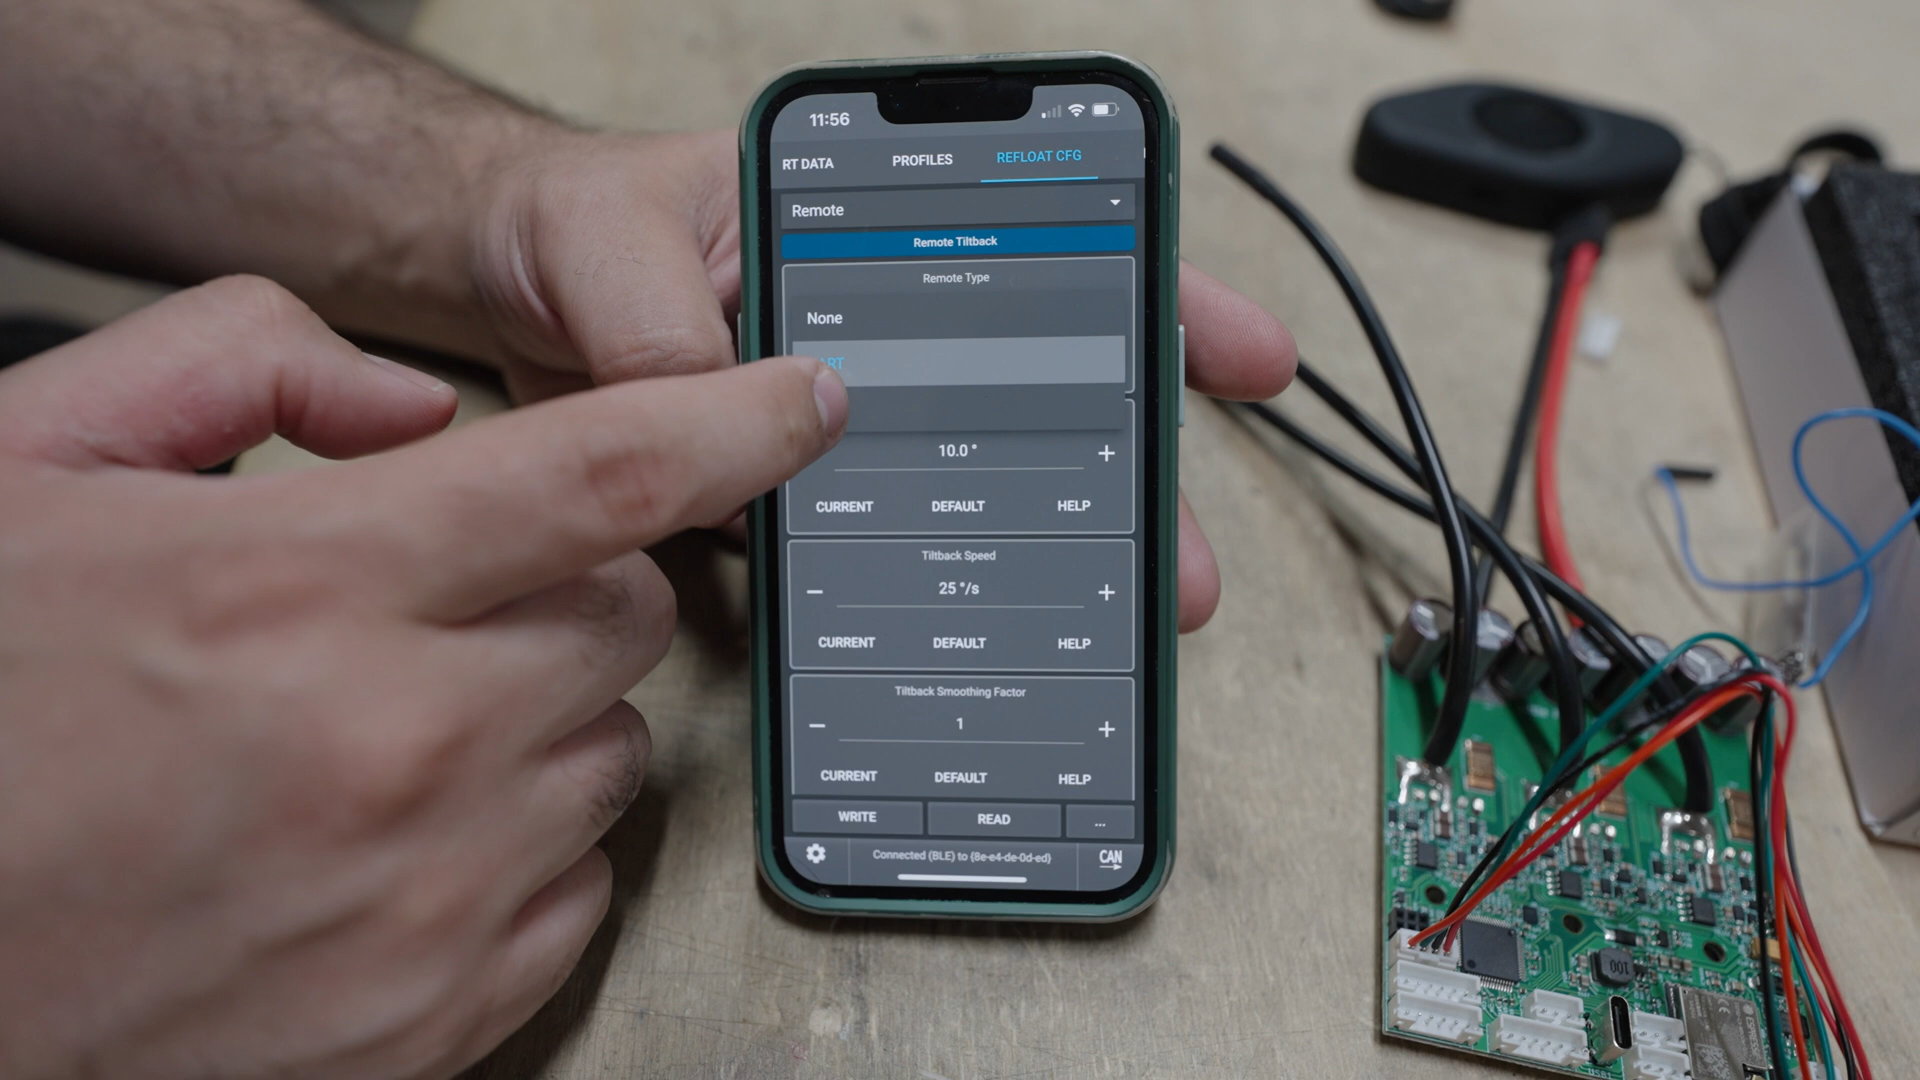 11:56
RT DATA PROFILES REFLOAT CFG
Remote
Remote Tiltback
Remote Type
None
10.0 °
CURRENT DEFAULT HELP
Tiltback Speed
25 °/s
CURRENT DEFAULT HELP
Tiltback Smoothing Factor
1
CURRENT DEFAULT HELP
WRITE READ ...
Connected (BLE) to {8e-e4-de-0d-ed}
CAN
100
USB1